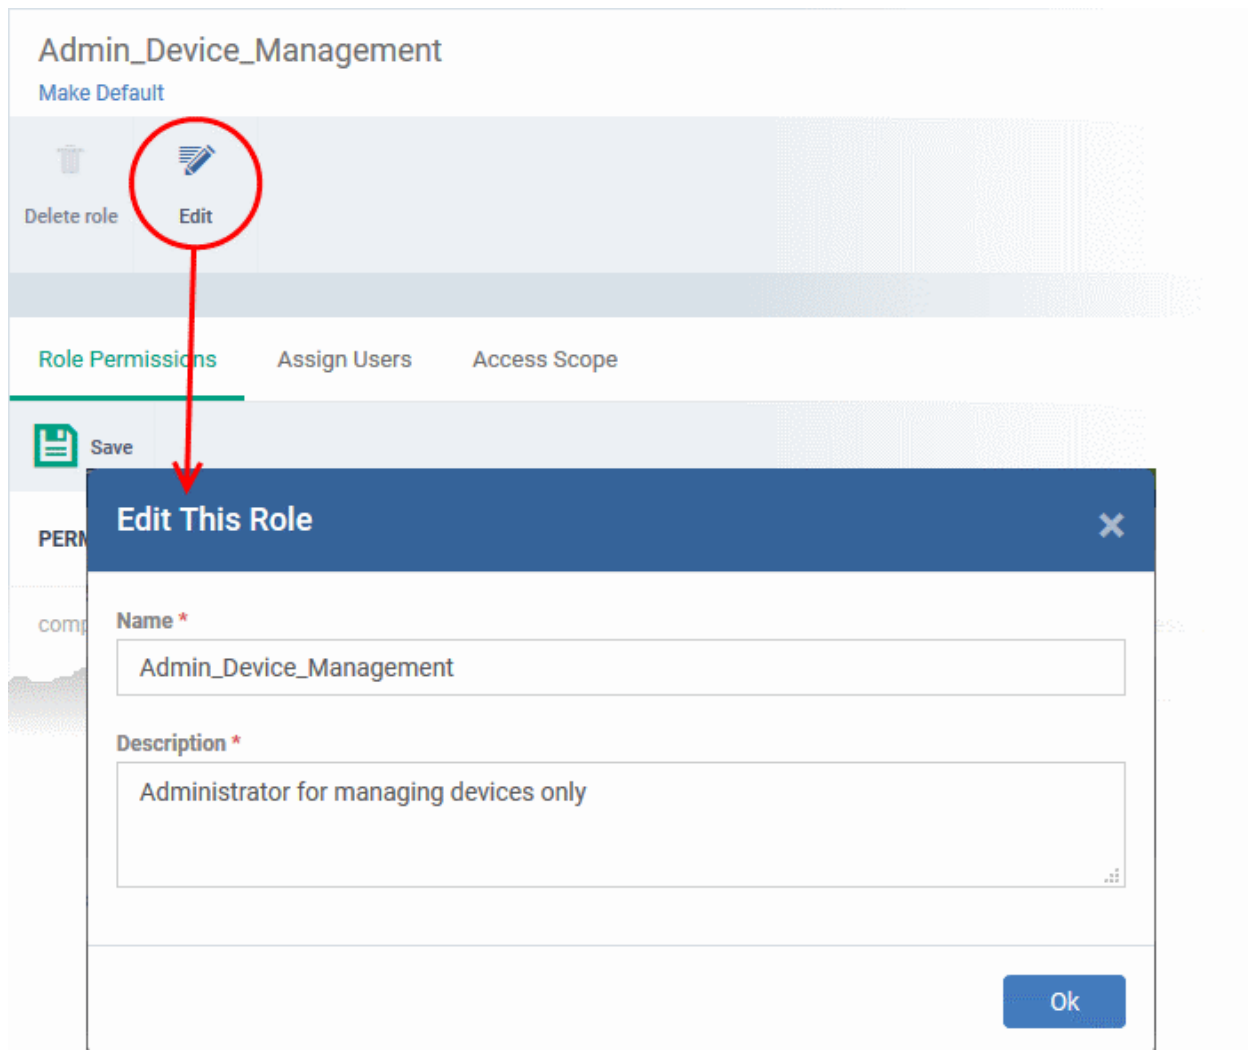 Admin_Device_Management
Make Default
Delete role Edit
Role Permissions Assign Users Access Scope
Save
Edit This Role
Name *
Admin_Device_Management
Description *
Administrator for managing devices only
Ok